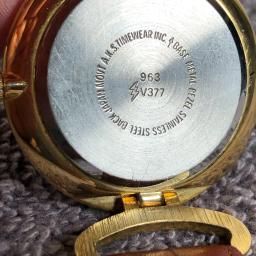 A.K.S. TIMEWEAR INC. & BASE METAL BEZEL STAINLESS STEEL BACK JAPAN MOVT
963
V377